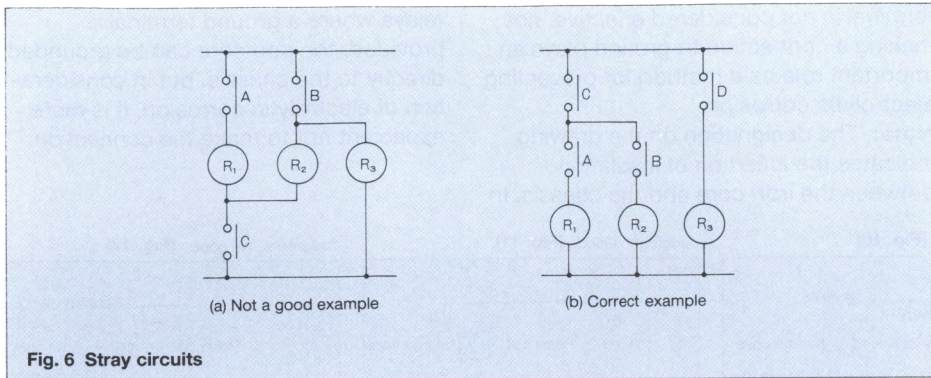 A
B
R₁
R₂
R₃
C
(a) Not a good example
C
D
A
B
R₁
R₂
R₃
(b) Correct example
Fig. 6 Stray circuits